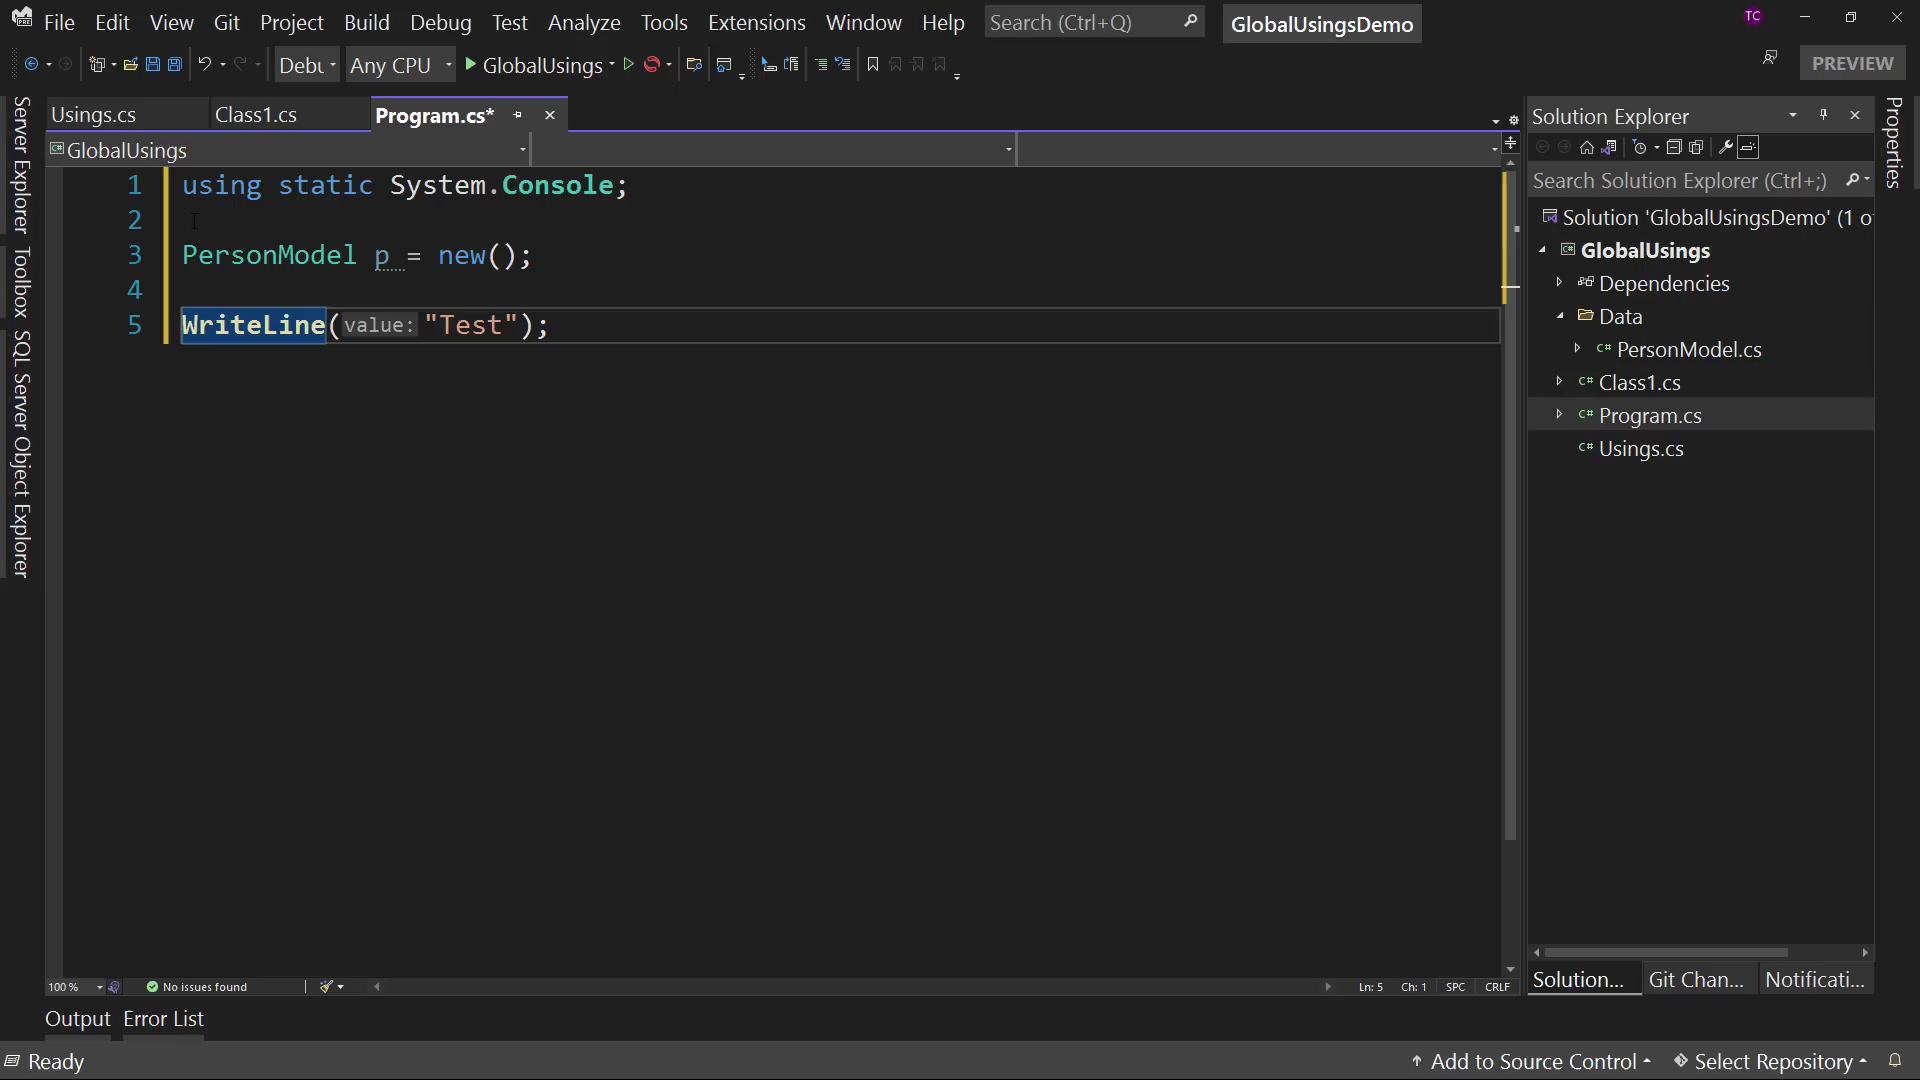 File Edit View Git Project Build Debug Test Analyze Tools Extensions Window Help Search (Ctrl+Q) GlobalUsingsDemo TC
Debu Any CPU GlobalUsings PREVIEW
Usings.cs Class1.cs Program.cs*
GlobalUsings
1 using static System.Console;
2
3 PersonModel p = new();
4
5 WriteLine(value: "Test");
Server Explorer
Toolbox
SQL Server Object Explorer
Solution Explorer
Search Solution Explorer (Ctrl+;)
Solution 'GlobalUsingsDemo' (1 o
GlobalUsings
Dependencies
Data
C# PersonModel.cs
C# Class1.cs
C# Program.cs
C# Usings.cs
Properties
100 % No issues found Ln: 5 Ch: 1 SPC CRLF
Solution... Git Chan... Notificati...
Output Error List
Ready Add to Source Control Select Repository